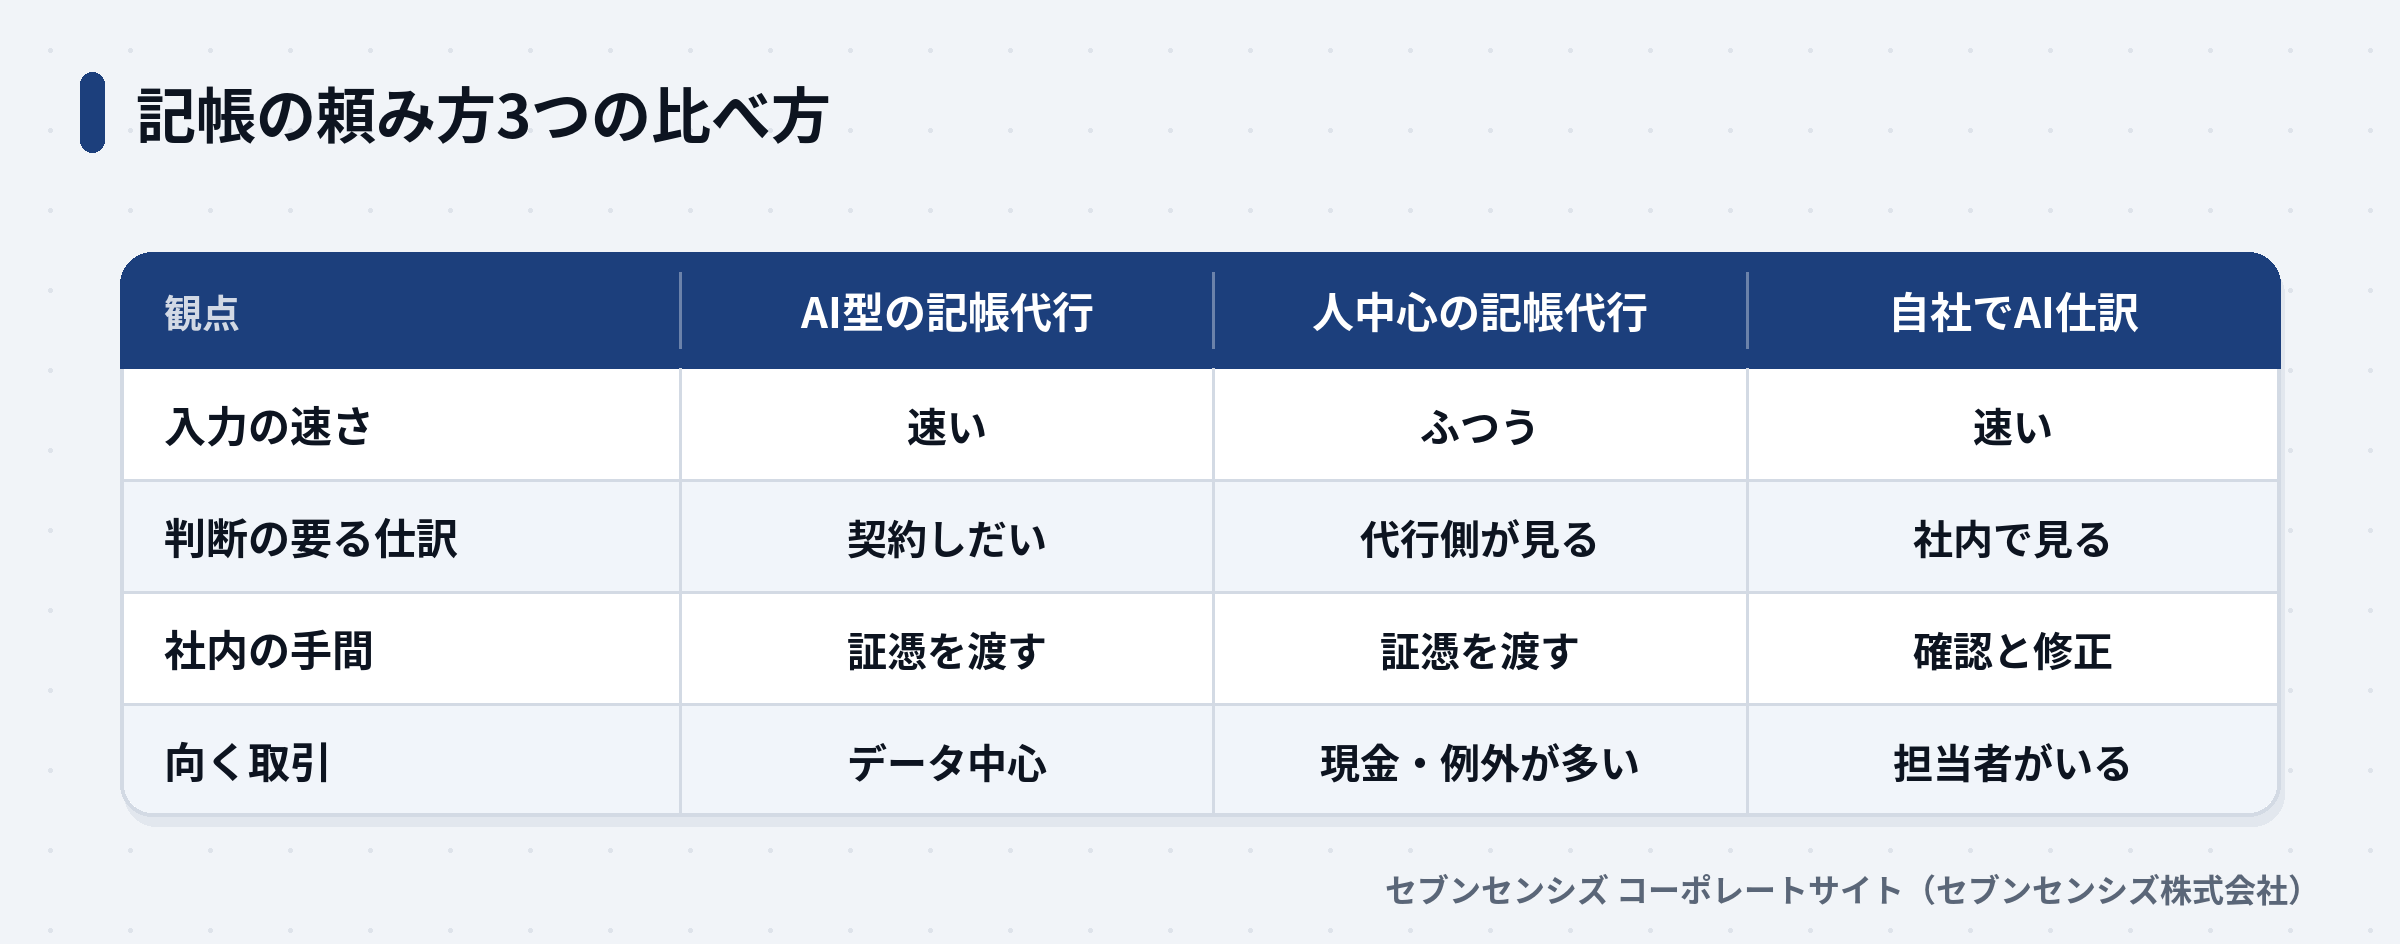 記帳の頼み方3つの比べ方
観点 AI型の記帳代行 人中心の記帳代行 自社でAI仕訳
入力の速さ 速い ふつう 速い
判断の要る仕訳 契約しだい 代行側が見る 社内で見る
社内の手間 証憑を渡す 証憑を渡す 確認と修正
向く取引 データ中心 現金・例外が多い 担当者がいる
セブンセンシズ コーポレートサイト（セブンセンシズ株式会社）